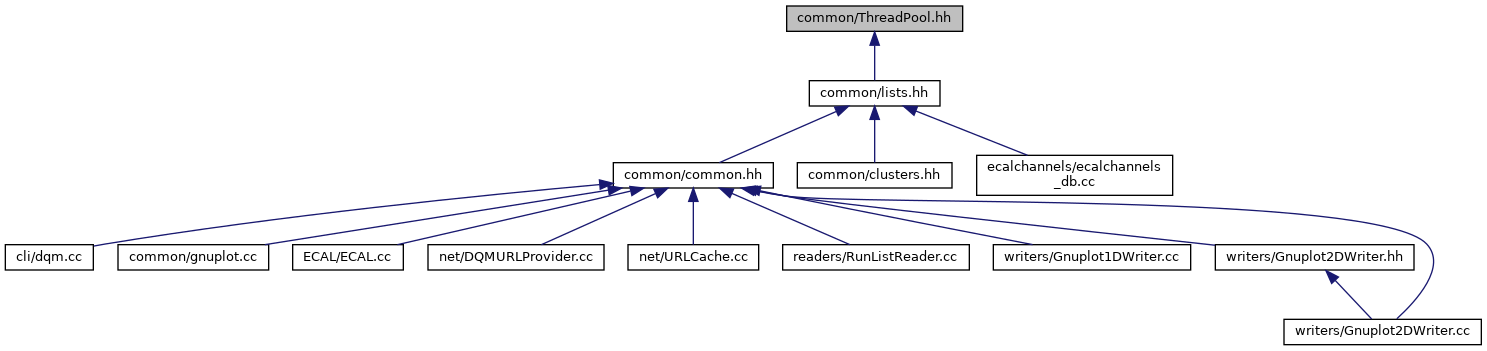 common/ThreadPool.hh
common/lists.hh
common/common.hh
common/clusters.hh
ecalchannels/ecalchannels
_db.cc
cli/dqm.cc
common/gnuplot.cc
ECAL/ECAL.cc
net/DQMURLProvider.cc
net/URLCache.cc
readers/RunListReader.cc
writers/Gnuplot1DWriter.cc
writers/Gnuplot2DWriter.hh
writers/Gnuplot2DWriter.cc